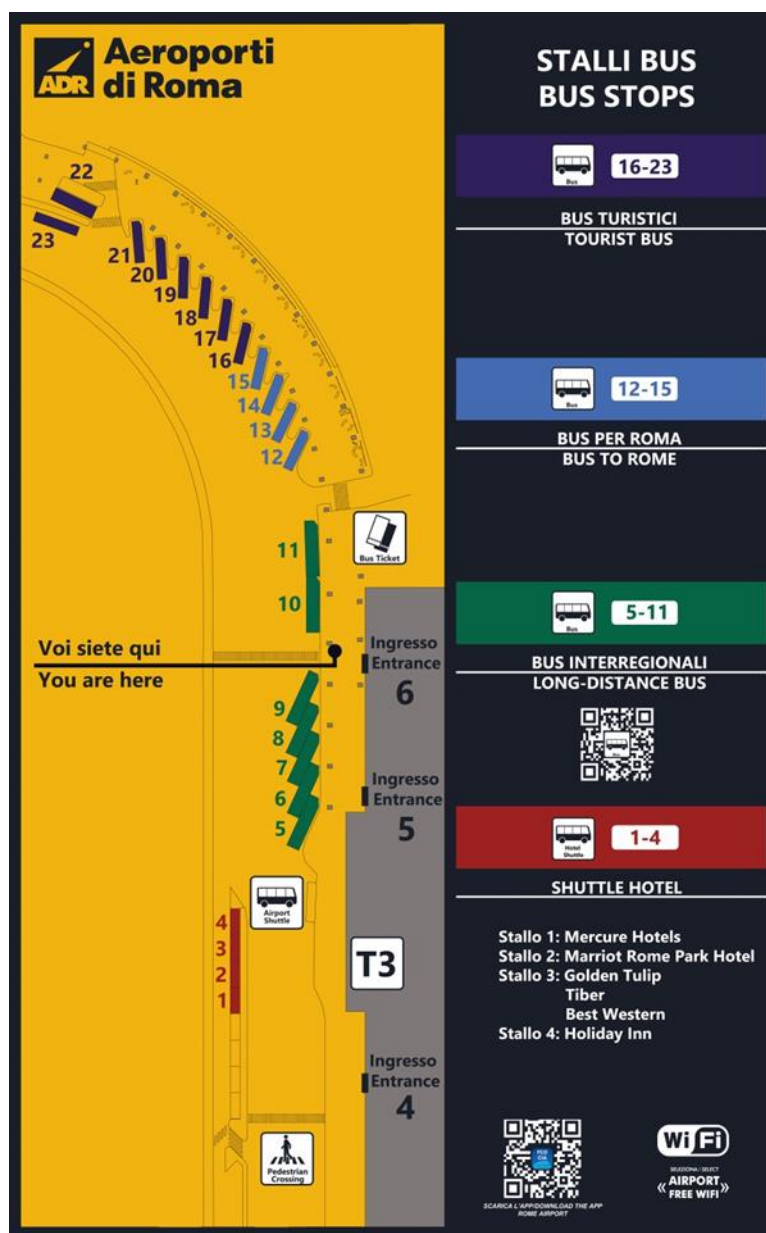 ADR Aeroporti
di Roma
22
23
21
20
19
18
17
16
15
14
13
12
11
10
Bus Ticket
Voi siete qui
You are here
Ingresso
Entrance
6
9
8
7
6
5
Ingresso
Entrance
5
Airport
Shuttle
4
3
2
1
T3
Ingresso
Entrance
4
Pedestrian
Crossing
STALLI BUS
BUS STOPS
Bus
16-23
BUS TURISTICI
TOURIST BUS
Bus
12-15
BUS PER ROMA
BUS TO ROME
Bus
5-11
BUS INTERREGIONALI
LONG-DISTANCE BUS
Hotel
Shuttle
1-4
SHUTTLE HOTEL
Stallo 1: Mercure Hotels
Stallo 2: Marriot Rome Park Hotel
Stallo 3: Golden Tulip
Tiber
Best Western
Stallo 4: Holiday Inn
FCO
CIA
SCARICA L'APP/DOWNLOAD THE APP
ROME AIRPORT
WiFi
SELEZIONA / SELECT
« AIRPORT
FREE WIFI »